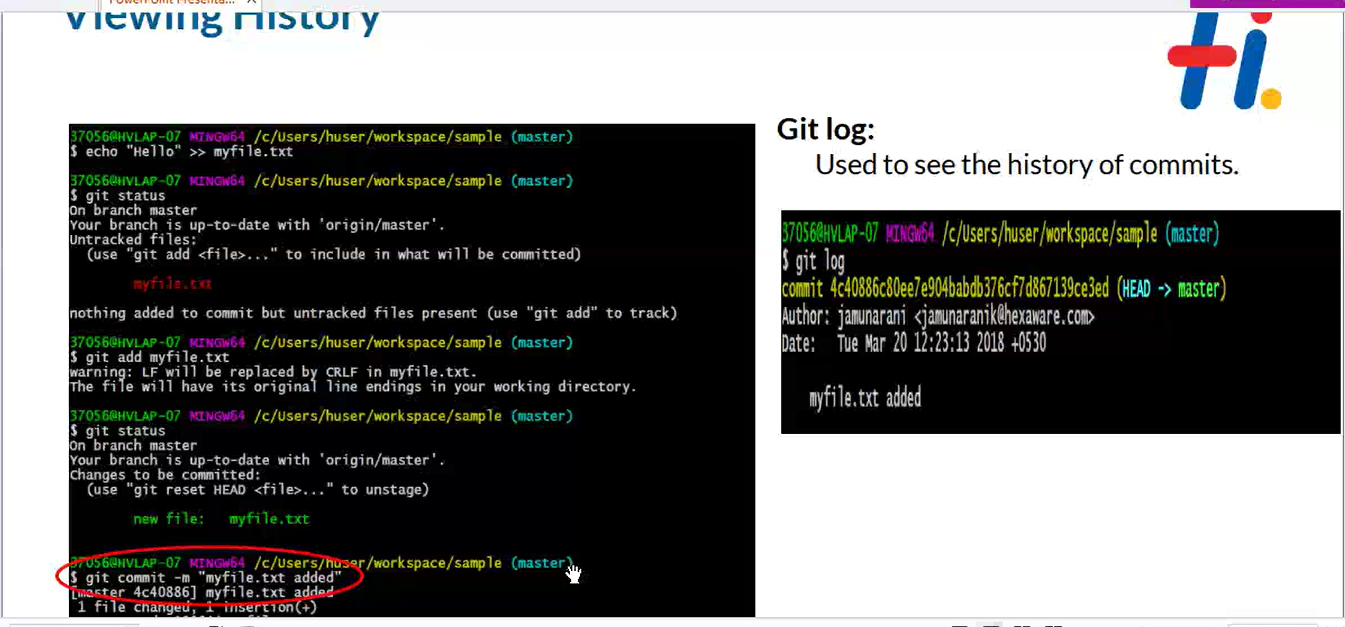 PowerPoint Presenta...
Viewing History
37056@HVLAP-07 MINGW64 /c/Users/huser/workspace/sample (master)
$ echo "Hello" >> myfile.txt
37056@HVLAP-07 MINGW64 /c/Users/huser/workspace/sample (master)
$ git status
On branch master
Your branch is up-to-date with 'origin/master'.
Untracked files:
(use "git add <file>..." to include in what will be committed)
myfile.txt
nothing added to commit but untracked files present (use "git add" to track)
37056@HVLAP-07 MINGW64 /c/Users/huser/workspace/sample (master)
$ git add myfile.txt
warning: LF will be replaced by CRLF in myfile.txt.
The file will have its original line endings in your working directory.
37056@HVLAP-07 MINGW64 /c/Users/huser/workspace/sample (master)
$ git status
On branch master
Your branch is up-to-date with 'origin/master'.
Changes to be committed:
(use "git reset HEAD <file>..." to unstage)
new file: myfile.txt
37056@HVLAP-07 MINGW64 /c/Users/huser/workspace/sample (master)
$ git commit -m "myfile.txt added"
[master 4c40886] myfile.txt added
1 file changed, 1 insertion(+)
Hi.
Git log:
Used to see the history of commits.
37056@HVLAP-07 MINGW64 /c/Users/huser/workspace/sample (master)
$ git log
commit 4c40886c80ee7e904babdb376cf7d867139ce3ed (HEAD -> master)
Author: jamunarani <jamunaranik@hexaware.com>
Date: Tue Mar 20 12:23:13 2018 +0530
myfile.txt added